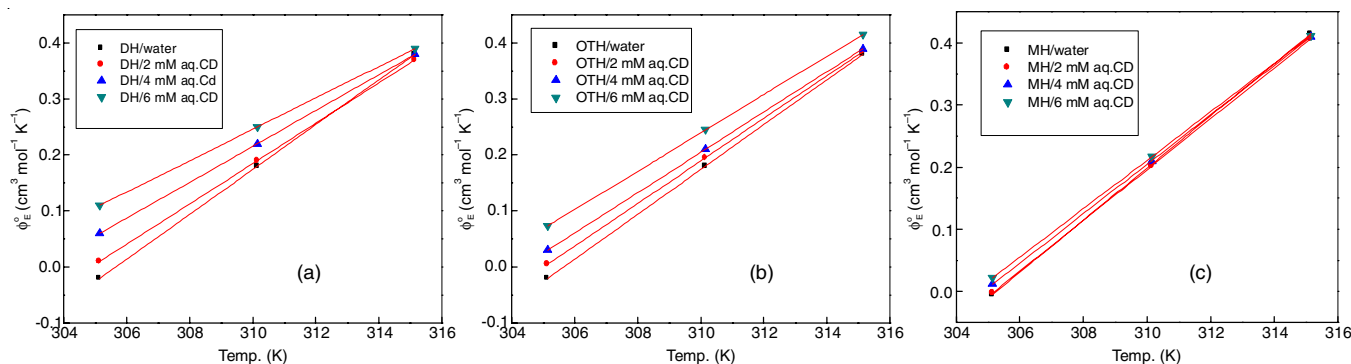 0.4
0.3
0.2
0.1
0.0
-0.1
ϕ°E (cm³ mol⁻¹ K⁻¹)
DH/water
DH/2 mM aq.CD
DH/4 mM aq.Cd
DH/6 mM aq.CD
(a)
304 306 308 310 312 314 316
Temp. (K)
0.4
0.3
0.2
0.1
0.0
-0.1
ϕ°E (cm³ mol⁻¹ K⁻¹)
OTH/water
OTH/2 mM aq.CD
OTH/4 mM aq.CD
OTH/6 mM aq.CD
(b)
304 306 308 310 312 314 316
Temp. (K)
0.4
0.3
0.2
0.1
0.0
ϕ°E (cm³ mol⁻¹ K⁻¹)
MH/water
MH/2 mM aq.CD
MH/4 mM aq.CD
MH/6 mM aq.CD
(c)
304 306 308 310 312 314 316
Temp. (K)